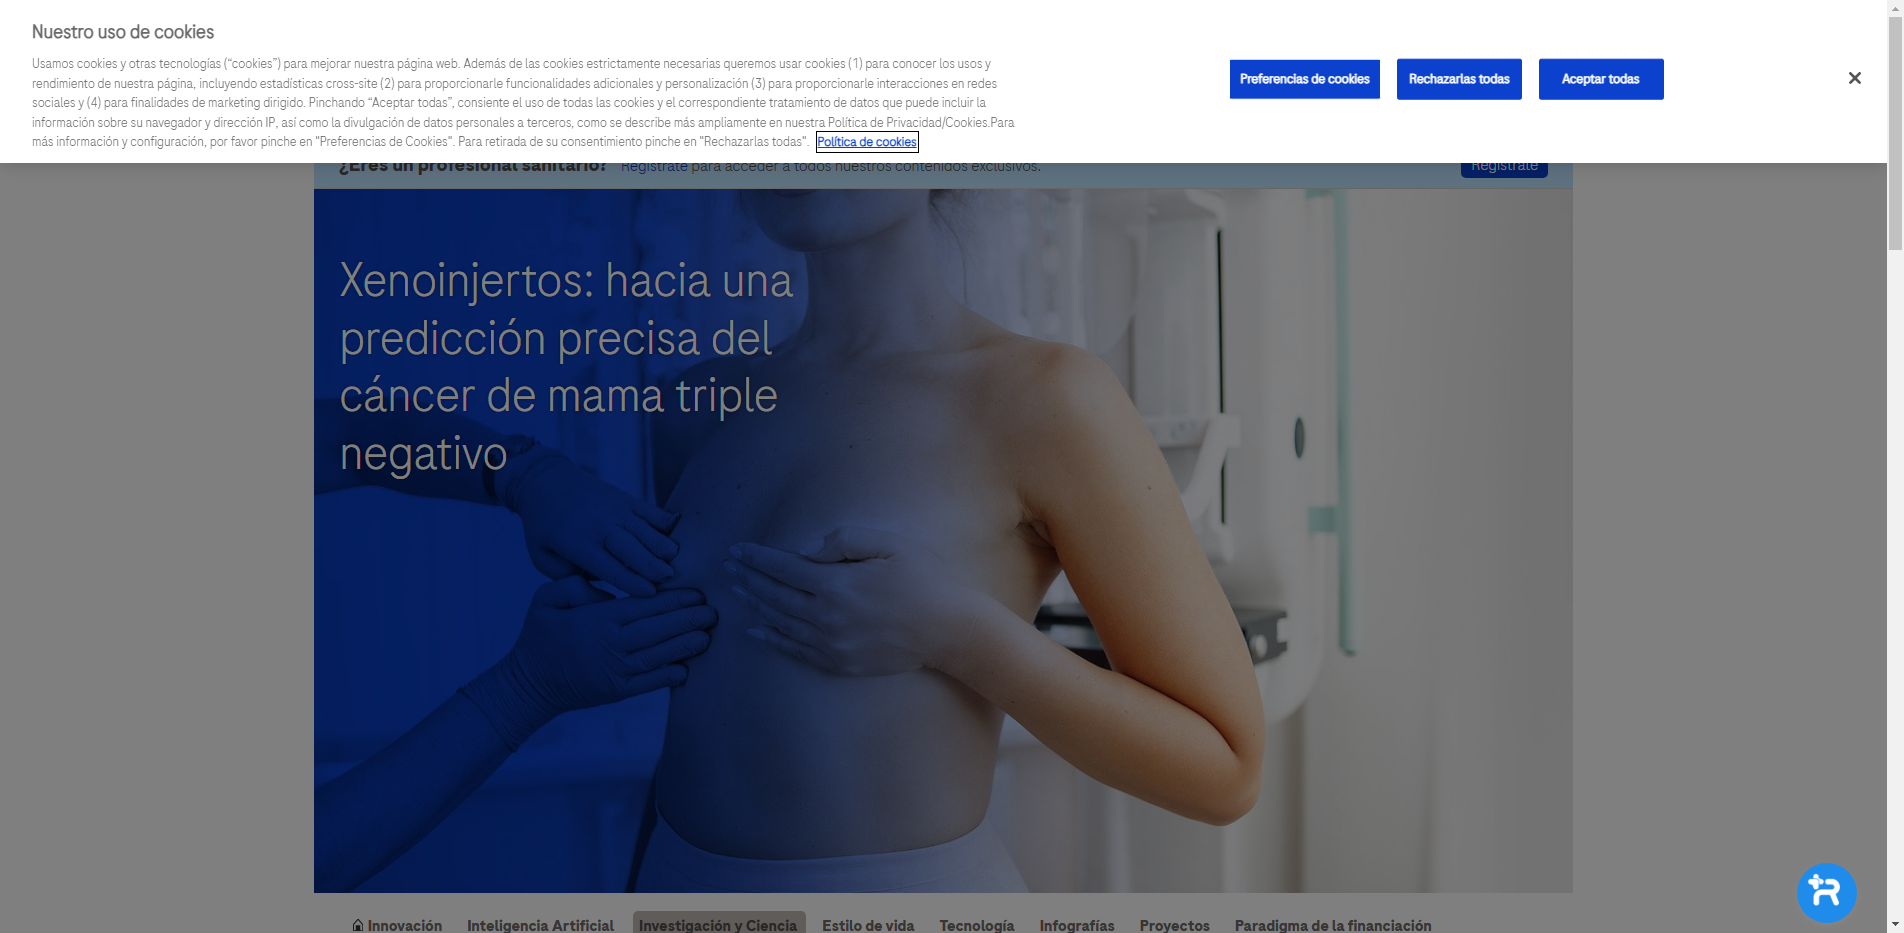 Nuestro uso de cookies
Usamos cookies y otras tecnologías (“cookies”) para mejorar nuestra página web. Además de las cookies estrictamente necesarias queremos usar cookies (1) para conocer los usos y
rendimiento de nuestra página, incluyendo estadísticas cross-site (2) para proporcionarle funcionalidades adicionales y personalización (3) para proporcionarle interacciones en redes
sociales y (4) para finalidades de marketing dirigido. Pinchando “Aceptar todas”, consiente el uso de todas las cookies y el correspondiente tratamiento de datos que puede incluir la
información sobre su navegador y dirección IP, así como la divulgación de datos personales a terceros, como se describe más ampliamente en nuestra Política de Privacidad/Cookies.Para
más información y configuración, por favor pinche en "Preferencias de Cookies". Para retirada de su consentimiento pinche en "Rechazarlas todas". Política de cookies
Preferencias de cookies
Rechazarlas todas
Aceptar todas
¿Eres un profesional sanitario? Regístrate para acceder a todos nuestros contenidos exclusivos.
Regístrate
Xenoinjertos: hacia una
predicción precisa del
cáncer de mama triple
negativo
Innovación
Inteligencia Artificial
Investigación y Ciencia
Estilo de vida
Tecnología
Infografías
Proyectos
Paradigma de la financiación